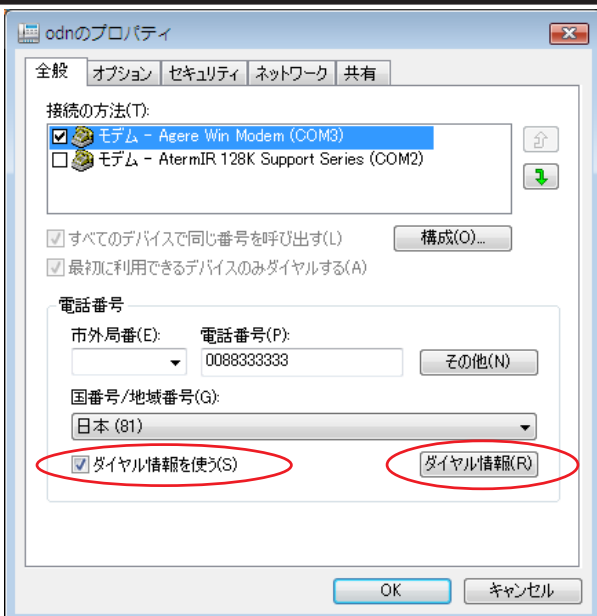 odnのプロパティ
全般 オプション セキュリティ ネットワーク 共有
接続の方法(T):
モデム - Agere Win Modem (COM3)
モデム - AtermIR 128K Support Series (COM2)
すべてのデバイスで同じ番号を呼び出す(L) 構成(O)...
最初に利用できるデバイスのみダイヤルする(A)
電話番号
市外局番(E): 電話番号(P):
0088333333 その他(N)
国番号/地域番号(G):
日本 (81)
ダイヤル情報を使う(S) ダイヤル情報(R)
OK キャンセル